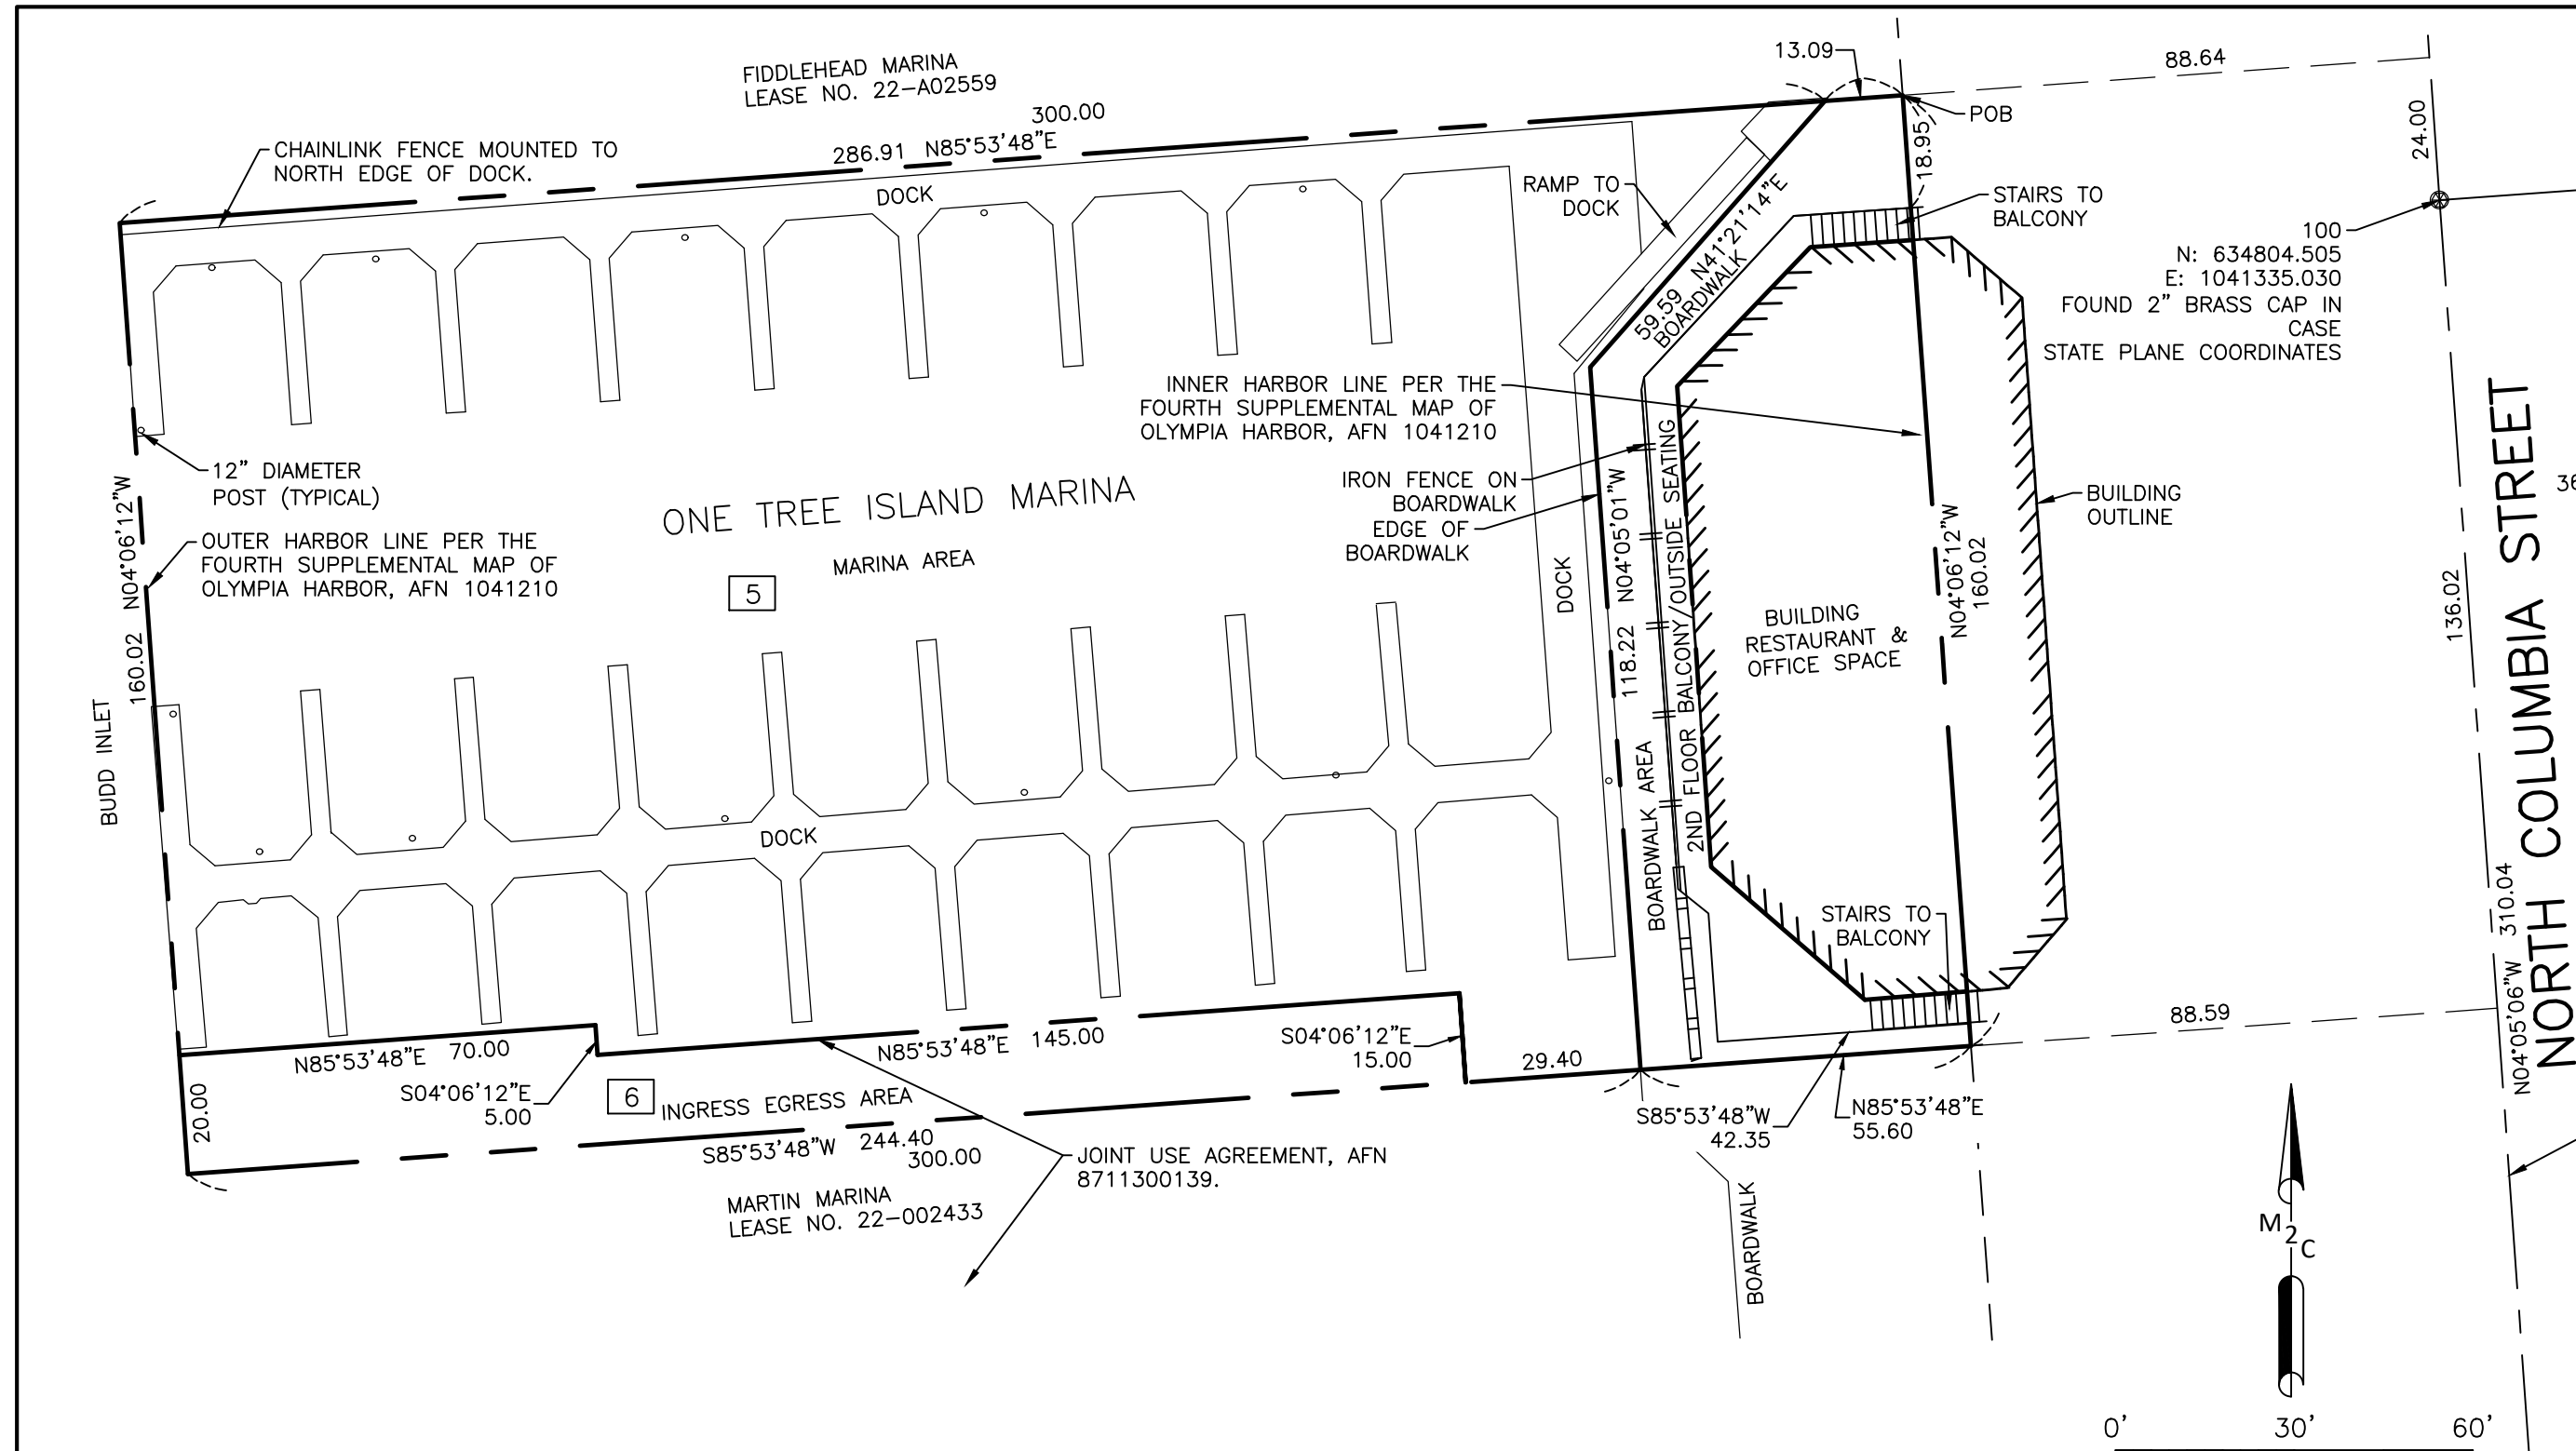 FIDDLEHEAD MARINA
LEASE NO. 22-A02559
300.00
286.91 N85°53'48"E
13.09
88.64
POB
24.00
18.95
CHAINLINK FENCE MOUNTED TO
NORTH EDGE OF DOCK.
DOCK
RAMP TO
DOCK
59.59 N41°21'14"E
BOARDWALK
STAIRS TO
BALCONY
100
N: 634804.505
E: 1041335.030
FOUND 2" BRASS CAP IN
CASE
STATE PLANE COORDINATES
INNER HARBOR LINE PER THE
FOURTH SUPPLEMENTAL MAP OF
OLYMPIA HARBOR, AFN 1041210
12" DIAMETER
POST (TYPICAL)
IRON FENCE ON
BOARDWALK
EDGE OF
BOARDWALK
BUILDING
OUTLINE
36
ONE TREE ISLAND MARINA
MARINA AREA
5
OUTER HARBOR LINE PER THE
FOURTH SUPPLEMENTAL MAP OF
OLYMPIA HARBOR, AFN 1041210
160.02 N04°06'12"W
BUDD INLET
DOCK
118.22 N04°05'01"W
BOARDWALK AREA
2ND FLOOR BALCONY/OUTSIDE SEATING
BUILDING
RESTAURANT &
OFFICE SPACE
N04°06'12"W
160.02
136.02
NORTH COLUMBIA STREET
N04°05'06"W 310.04
DOCK
STAIRS TO
BALCONY
88.59
N85°53'48"E 70.00
S04°06'12"E
5.00
20.00
N85°53'48"E 145.00
S04°06'12"E
15.00
29.40
6
INGRESS EGRESS AREA
S85°53'48"W 244.40
300.00
S85°53'48"W
42.35
N85°53'48"E
55.60
JOINT USE AGREEMENT, AFN
8711300139.
MARTIN MARINA
LEASE NO. 22-002433
BOARDWALK
M2C
0' 30' 60'